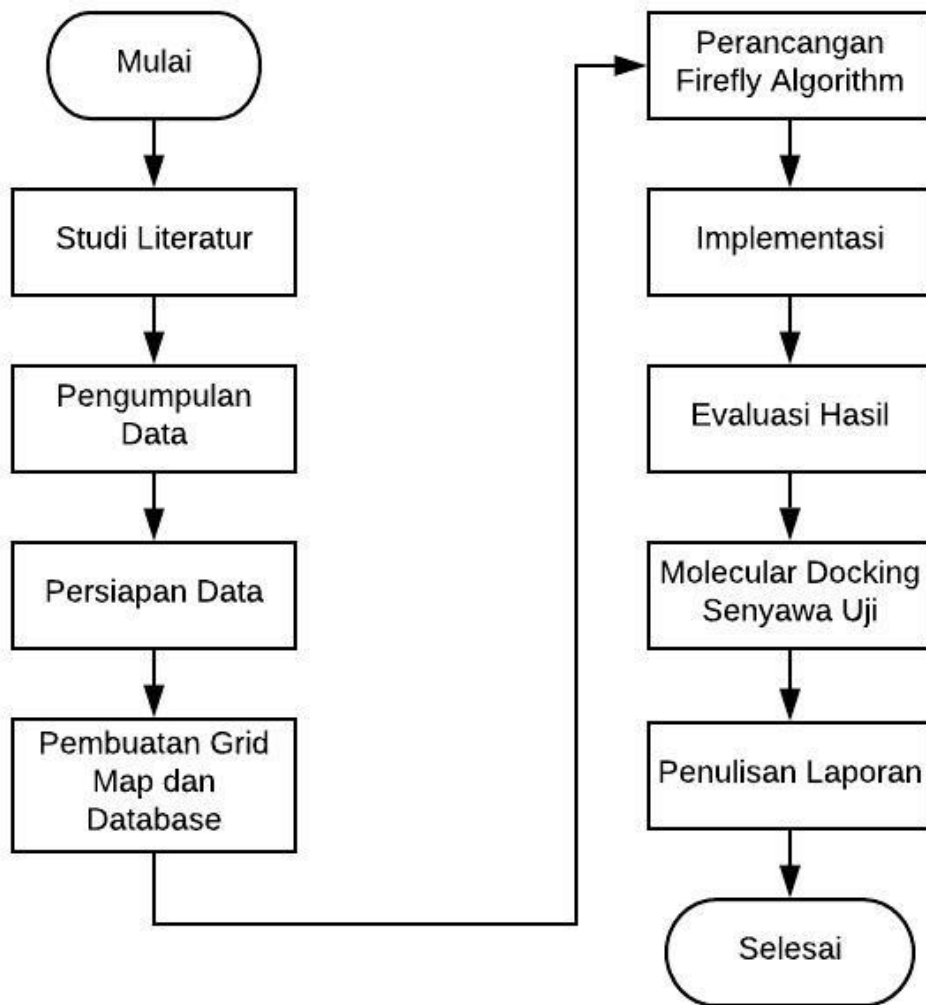 Mulai
Studi Literatur
Pengumpulan
Data
Persiapan Data
Pembuatan Grid
Map dan
Database
Perancangan
Firefly Algorithm
Implementasi
Evaluasi Hasil
Molecular Docking
Senyawa Uji
Penulisan Laporan
Selesai